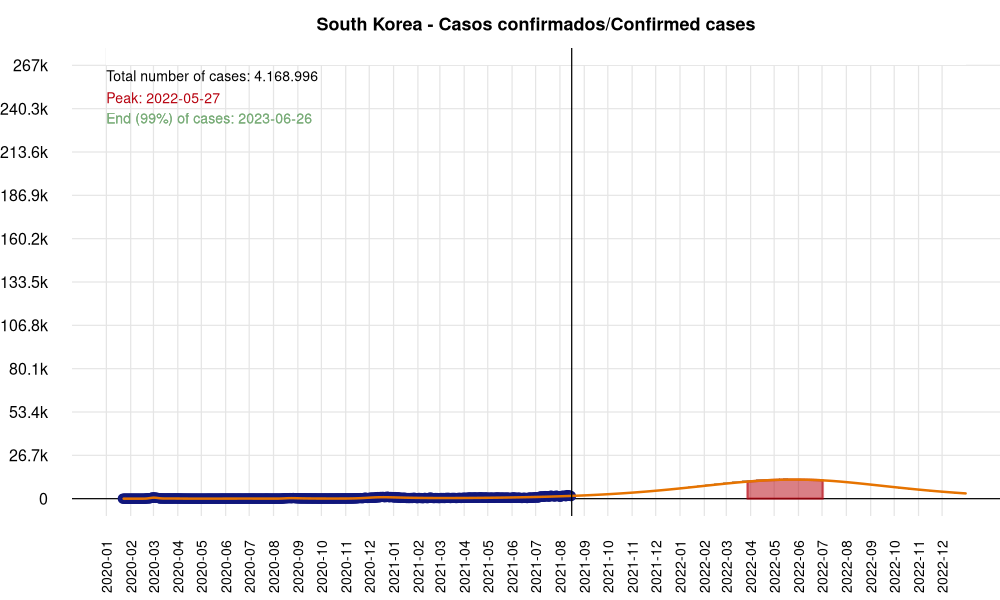 South Korea - Casos confirmados/Confirmed cases
267k
Total number of cases: 4.168.996
Peak: 2022-05-27
240.3k
End (99%) of cases: 2023-06-26
213.6k
186.9k
160.2k
133.5k
106.8k
80.1k
53.4k
26.7k
0
2020-01
2020-02
2020-03
2020-04
2020-05
2020-06
2020-07
2020-08
2020-09
2020-10
2020-11
2020-12
2021-01
2021-02
2021-03
2021-04
2021-05
2021-06
2021-07
2021-08
2021-09
2021-10
2021-11
2021-12
2022-01
2022-02
2022-03
2022-04
2022-05
2022-06
2022-07
2022-08
2022-09
2022-10
2022-11
2022-12